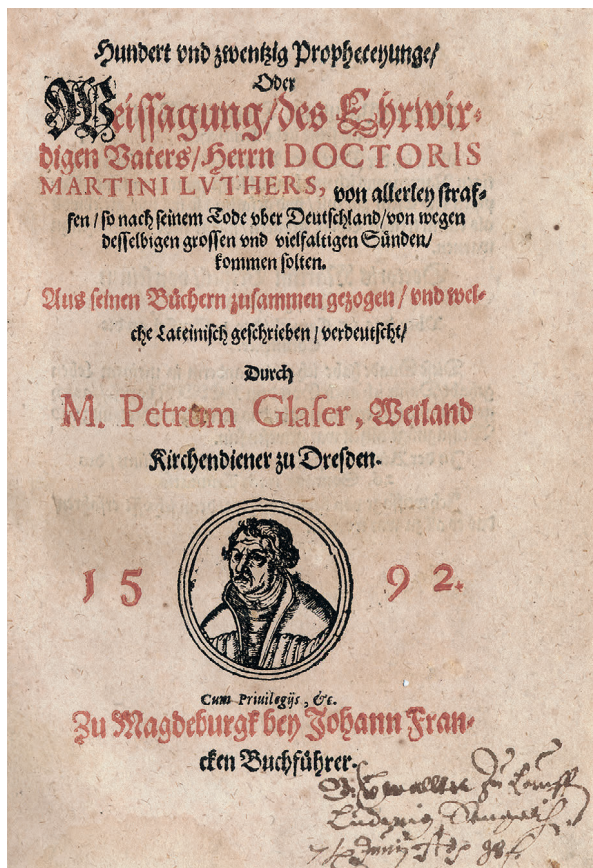 Hundert vnd zwentzig Propheceyunge/
Oder
Weissagung/des Ehrwir-
digen Vaters/Herrn DOCTORIS
MARTINI LVTHERS, von allerley straf-
fen/so nach seinem Tode vber Deutschland/von wegen
desselbigen grossen vnd vielfaltigen Sünden/
kommen solten.
Aus seinen Büchern zusammen gezogen/vnd wel-
che Lateinisch geschrieben/verdeutscht/
Durch
M. Petrum Glaser, Weiland
Kirchendiener zu Dresden.
1592.
Cum Priuilegijs, &c.
Zu Magdeburgk bey Johann Fran-
cken Buchführer.
Ludwig